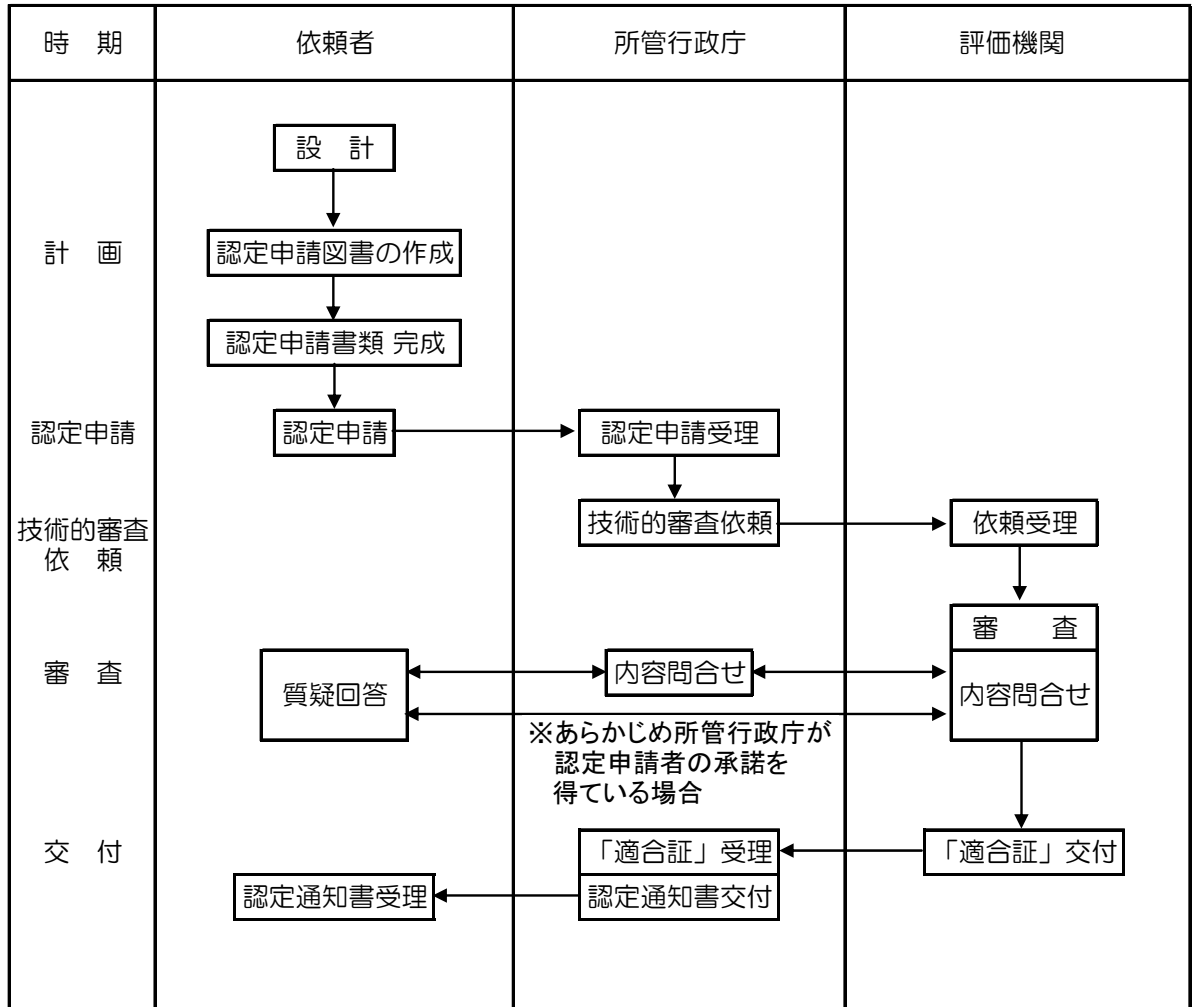 時　期
依頼者
所管行政庁
評価機関
設　計
計　画
認定申請図書の作成
認定申請書類 完成
認定申請
認定申請
認定申請受理
技術的審査
依　頼
技術的審査依頼
依頼受理
審　査
審　　査
質疑回答
内容問合せ
内容問合せ
※あらかじめ所管行政庁が
認定申請者の承諾を
得ている場合
交　付
「適合証」受理
「適合証」交付
認定通知書受理
認定通知書交付